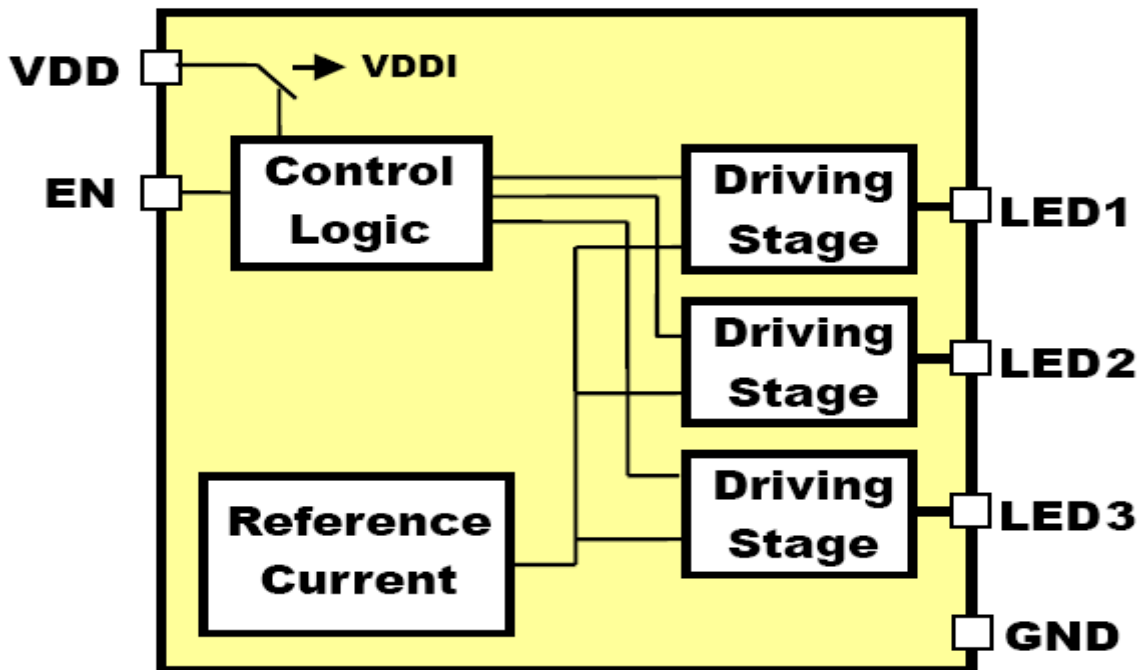 VDD
VDDI
EN
Control
Logic
Driving
Stage
LED1
Driving
Stage
LED2
Driving
Stage
LED3
Reference
Current
GND